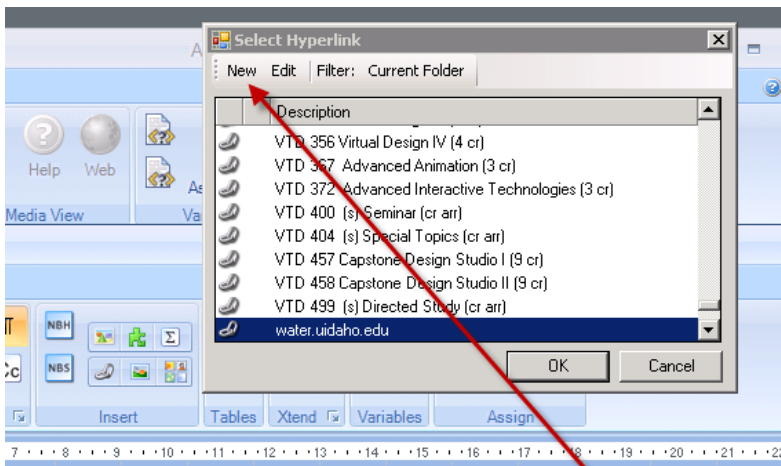 A
Select Hyperlink
New Edit Filter: Current Folder
Description
VTD 356 Virtual Design IV (4 cr)
VTD 367 Advanced Animation (3 cr)
VTD 372 Advanced Interactive Technologies (3 cr)
VTD 400 (s) Seminar (cr arr)
VTD 404 (s) Special Topics (cr arr)
VTD 457 Capstone Design Studio I (9 cr)
VTD 458 Capstone Design Studio II (9 cr)
VTD 499 (s) Directed Study (cr arr)
water.uidaho.edu
OK Cancel
Help Web
As
Media View Va
NBH
NBS
Insert Tables Xtend Variables Assign
7 8 9 10 11 12 13 14 15 16 17 18 19 20 21